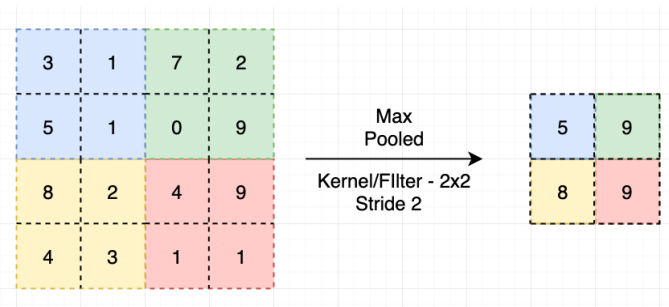 3 1 7 2
5 1 0 9
8 2 4 9
4 3 1 1
Max
Pooled
Kernel/FIlter - 2x2
Stride 2
5 9
8 9